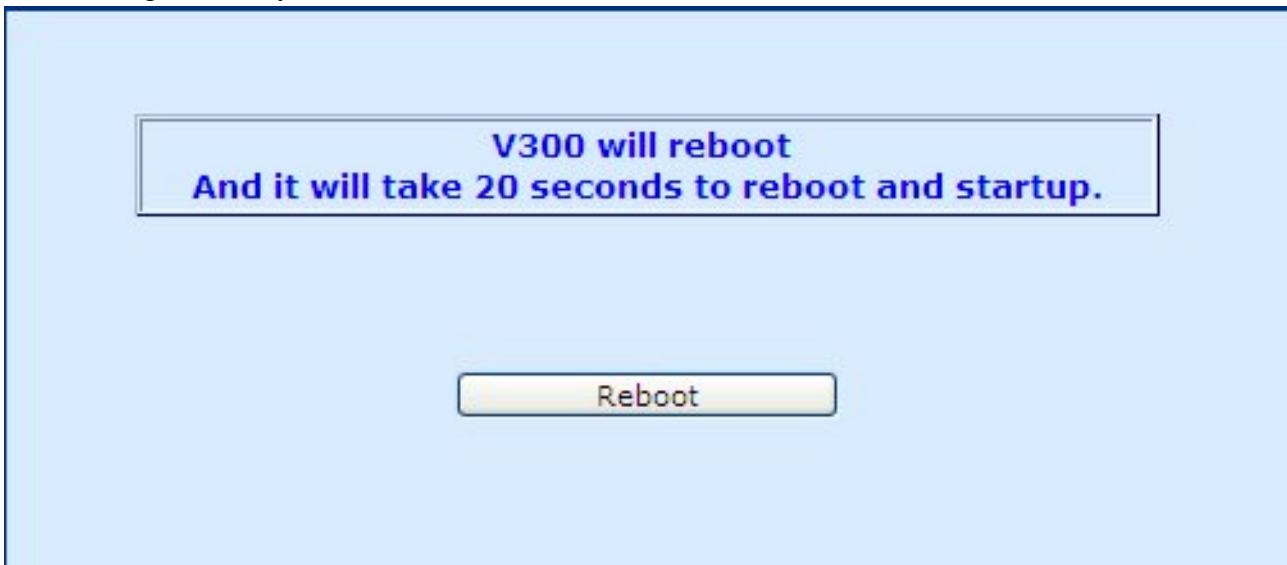 V300 will reboot
And it will take 20 seconds to reboot and startup.
Reboot